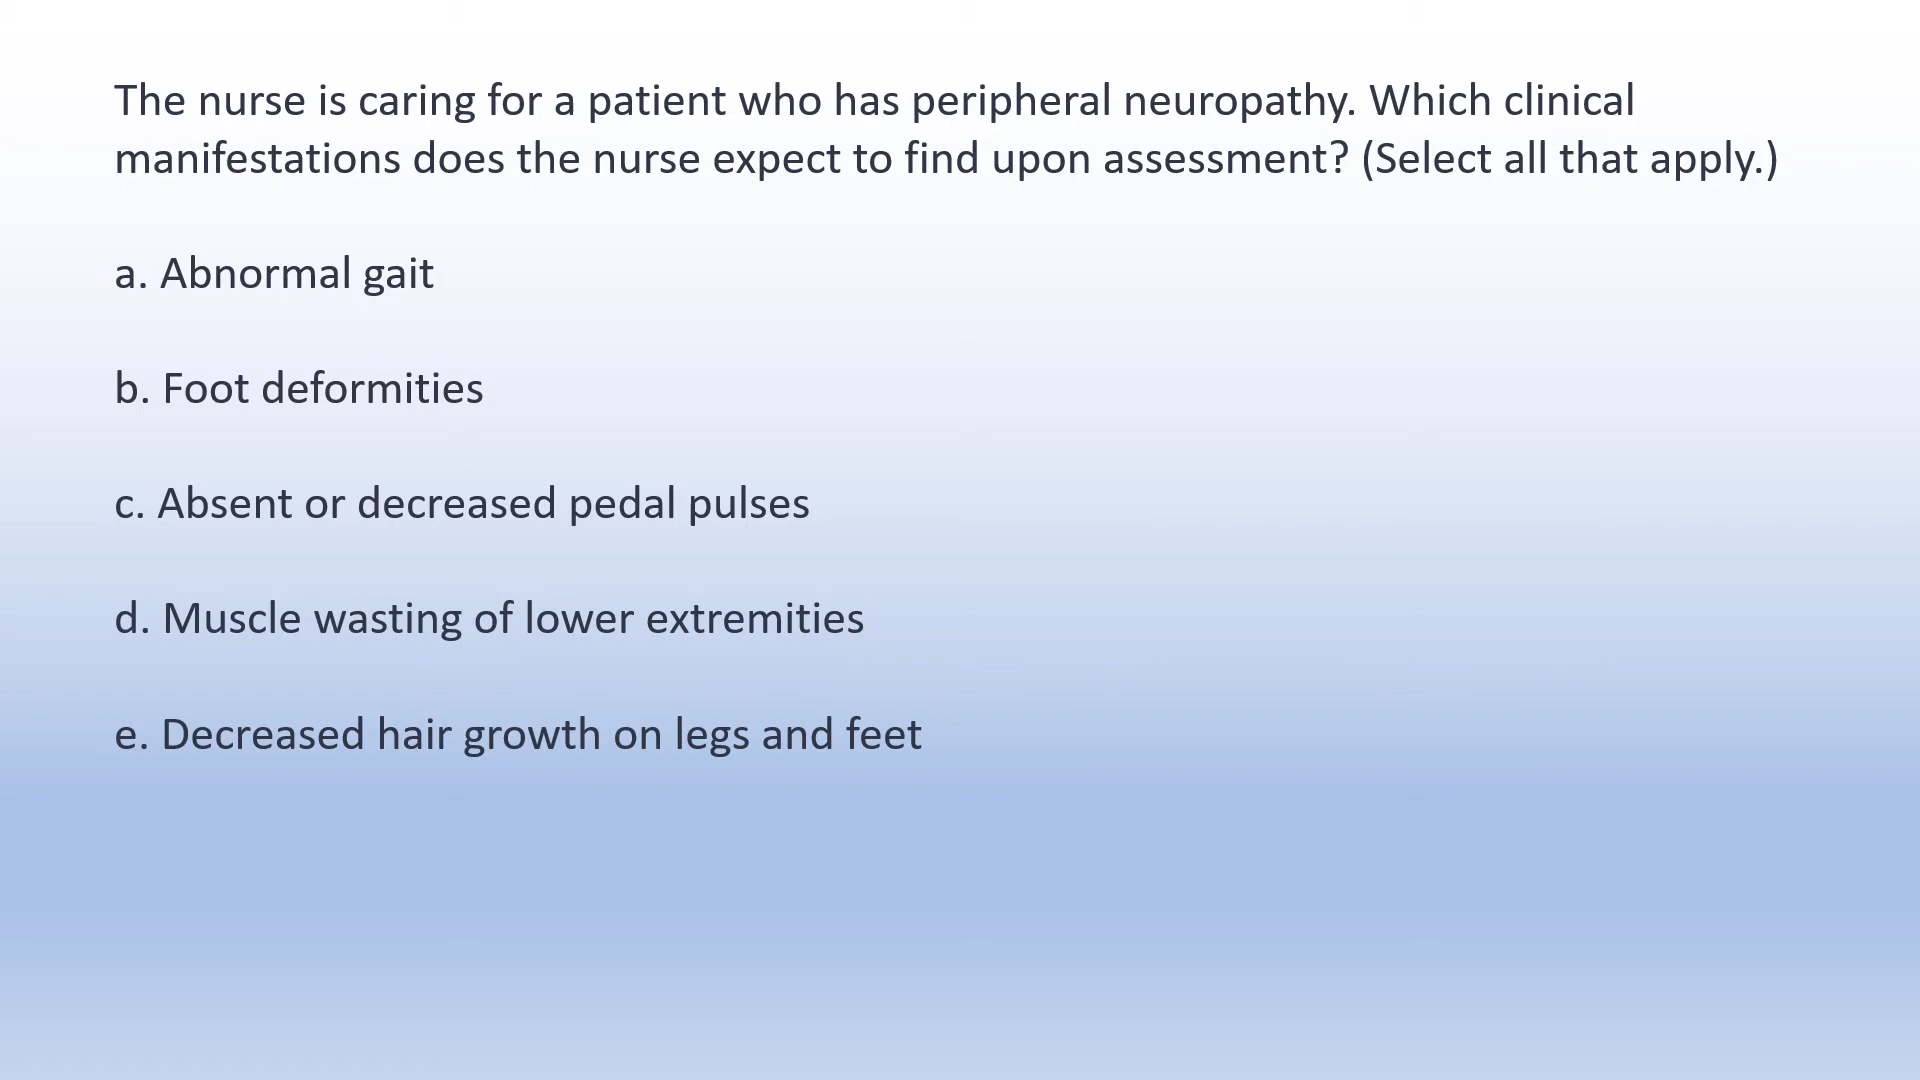 The nurse is caring for a patient who has peripheral neuropathy. Which clinical
manifestations does the nurse expect to find upon assessment? (Select all that apply.)
a. Abnormal gait
b. Foot deformities
c. Absent or decreased pedal pulses
d. Muscle wasting of lower extremities
e. Decreased hair growth on legs and feet